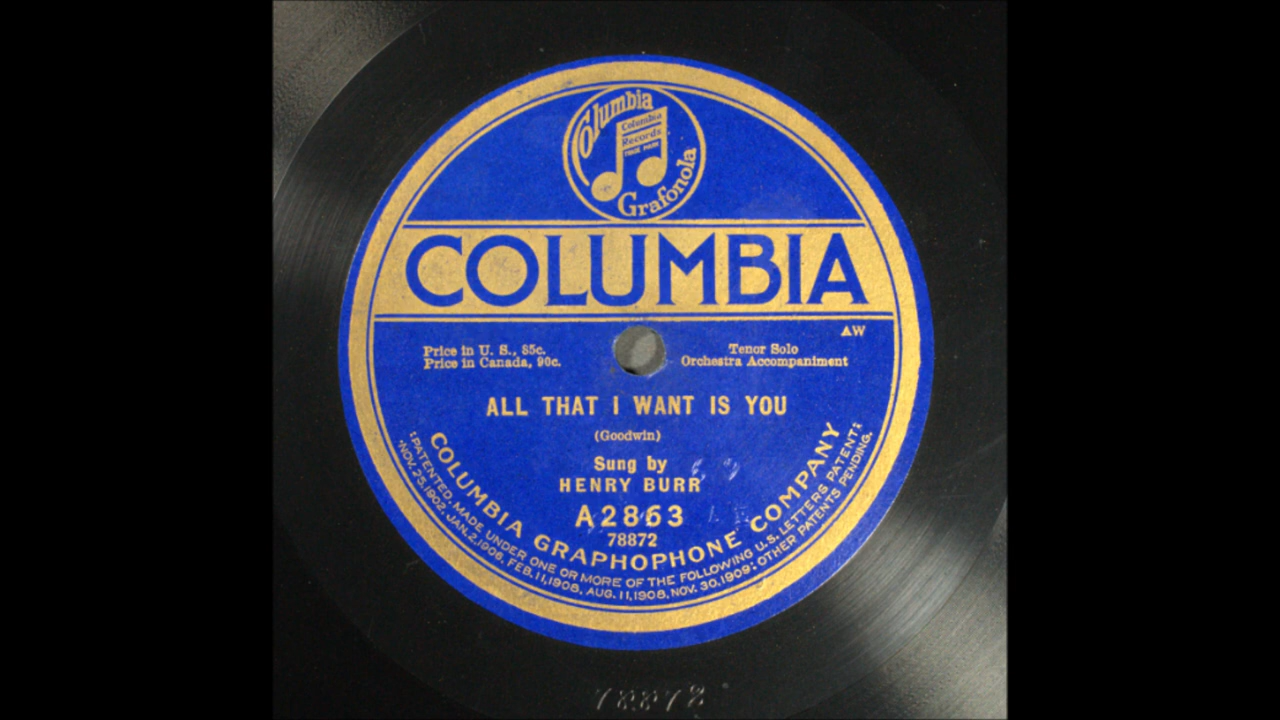 Columbia
Columbia
Records
Grafonola
COLUMBIA
AW
Price in U. S., 85c.
Price in Canada, 90c.
Tenor Solo
Orchestra Accompaniment
ALL THAT I WANT IS YOU
(Goodwin)
Sung by
HENRY BURR
A2863
78872
COLUMBIA GRAPHOPHONE COMPANY
PATENTED. MADE UNDER ONE OR MORE OF THE FOLLOWING U.S. LETTERS PATENT:
NOV. 25, 1902, JAN. 2, 1906, FEB. 11, 1908, AUG. 11, 1908, NOV. 30, 1909; OTHER PATENTS PENDING.
78872